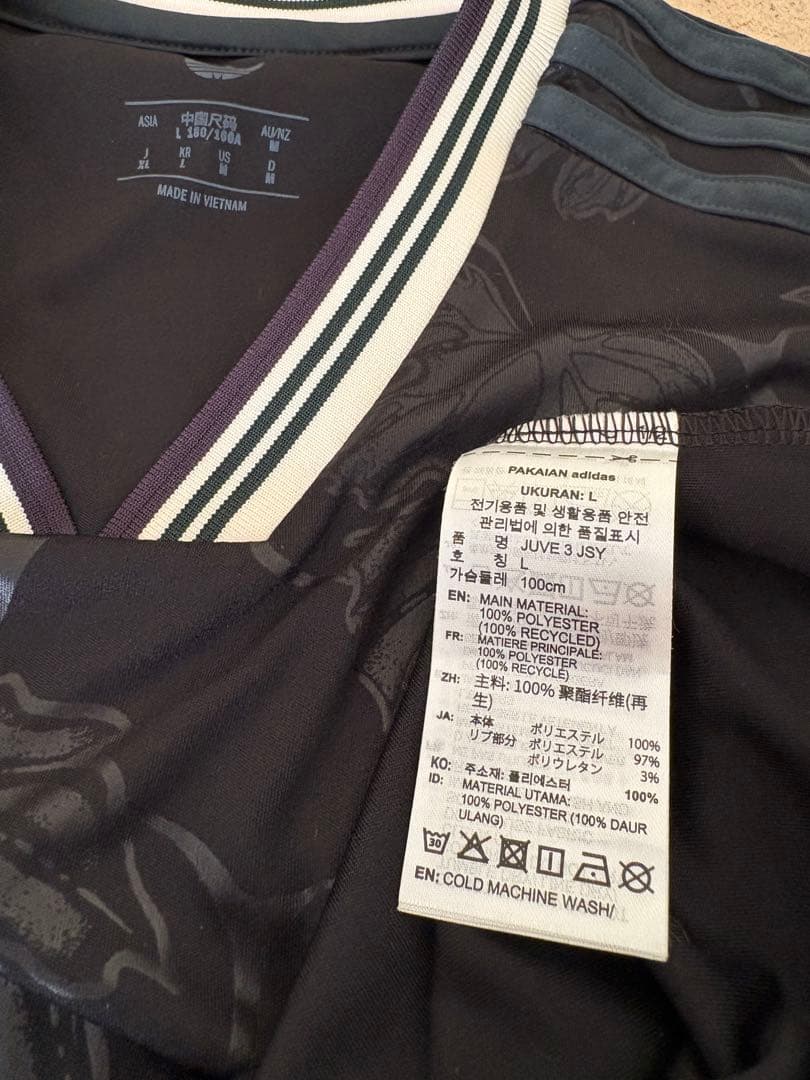 ASIA 中国尺码 AU/NZ
L 180/100A M
J KR US D
XL L M M
MADE IN VIETNAM
PAKAIAN adidas
UKURAN: L
전기용품 및 생활용품 안전
관리법에 의한 품질표시
품 명 JUVE 3 JSY
호 칭 L
가슴둘레 100cm
EN: MAIN MATERIAL:
100% POLYESTER
(100% RECYCLED)
FR: MATIERE PRINCIPALE:
100% POLYESTER
(100% RECYCLÉ)
ZH: 主料: 100% 聚酯纤维(再
生)
JA: 本体 ポリエステル 100%
リブ部分 ポリエステル 97%
ポリウレタン 3%
KO: 주소재: 폴리에스터 100%
ID: MATERIAL UTAMA:
100% POLYESTER (100% DAUR
ULANG)
30
EN: COLD MACHINE WASH/